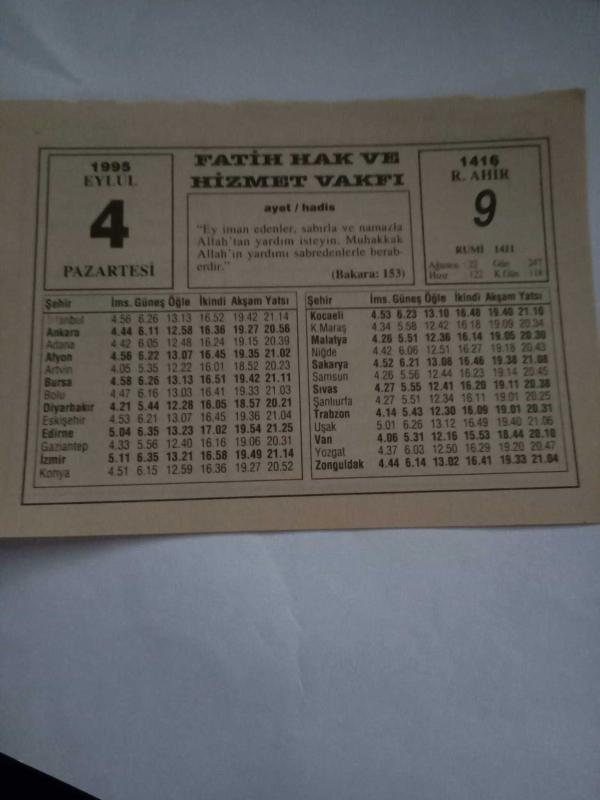 1995
EYLÜL
4
PAZARTESİ
FATİH HAK VE
HİZMET VAKFI
ayet / hadis
"Ey iman edenler, sabırla ve namazla
Allah'tan yardım isteyin. Muhakkak
Allah'ın yardımı sabredenlerle berab-
erdir."
(Bakara: 153)
1416
R. AHİR
9
RUMİ 1411
Ağustos : 22 Gün : 247
Hızır : 122 K.Gün : 118
Şehir İms. Güneş Öğle İkindi Akşam Yatsı
İstanbul 4.56 6.26 13.13 16.52 19.42 21.14
Ankara 4.44 6.11 12.58 16.36 19.27 20.56
Adana 4.42 6.05 12.48 16.24 19.15 20.39
Afyon 4.56 6.22 13.07 16.45 19.35 21.02
Artvin 4.05 5.35 12.22 16.01 18.52 20.23
Bursa 4.58 6.26 13.13 16.51 19.42 21.11
Bolu 4.47 6.16 13.03 16.41 19.33 21.03
Diyarbakır 4.21 5.44 12.28 16.05 18.57 20.21
Eskişehir 4.53 6.21 13.07 16.45 19.36 21.04
Edirne 5.04 6.35 13.23 17.02 19.54 21.25
Gaziantep 4.33 5.56 12.40 16.16 19.06 20.31
İzmir 5.11 6.35 13.21 16.58 19.49 21.14
Konya 4.51 6.15 12.59 16.36 19.27 20.52
Şehir İms. Güneş Öğle İkindi Akşam Yatsı
Kocaeli 4.53 6.23 13.10 16.48 19.40 21.10
K.Maraş 4.34 5.58 12.42 16.18 19.09 20.34
Malatya 4.26 5.51 12.36 16.14 19.05 20.30
Niğde 4.42 6.06 12.51 16.27 19.18 20.43
Sakarya 4.52 6.21 13.08 16.46 19.38 21.08
Samsun 4.26 5.56 12.44 16.23 19.14 20.45
Sıvas 4.27 5.55 12.41 16.20 19.11 20.38
Şanlıurfa 4.27 5.51 12.34 16.11 19.01 20.25
Trabzon 4.14 5.43 12.30 16.09 19.01 20.31
Uşak 5.01 6.26 13.12 16.49 19.40 21.06
Van 4.06 5.31 12.16 15.53 18.44 20.10
Yozgat 4.37 6.03 12.50 16.29 19.20 20.47
Zonguldak 4.44 6.14 13.02 16.41 19.33 21.04